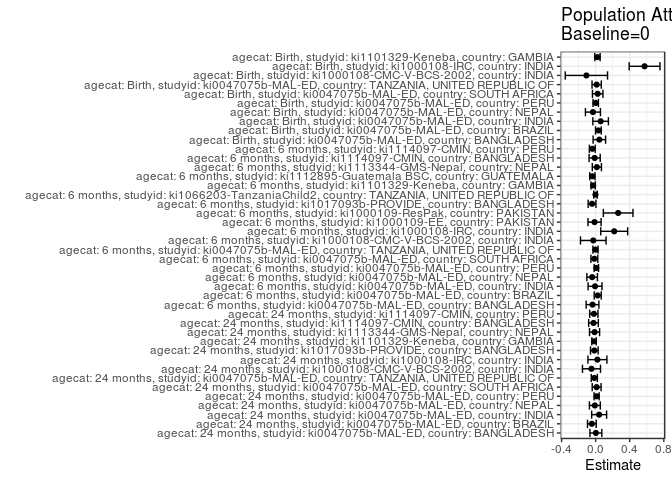 Population Att
Baseline=0
agecat: Birth, studyid: ki1101329-Keneba, country: GAMBIA
agecat: Birth, studyid: ki1000108-IRC, country: INDIA
agecat: Birth, studyid: ki1000108-CMC-V-BCS-2002, country: INDIA
agecat: Birth, studyid: ki0047075b-MAL-ED, country: TANZANIA, UNITED REPUBLIC OF
agecat: Birth, studyid: ki0047075b-MAL-ED, country: SOUTH AFRICA
agecat: Birth, studyid: ki0047075b-MAL-ED, country: PERU
agecat: Birth, studyid: ki0047075b-MAL-ED, country: NEPAL
agecat: Birth, studyid: ki0047075b-MAL-ED, country: INDIA
agecat: Birth, studyid: ki0047075b-MAL-ED, country: BRAZIL
agecat: Birth, studyid: ki0047075b-MAL-ED, country: BANGLADESH
agecat: 6 months, studyid: ki1114097-CMIN, country: PERU
agecat: 6 months, studyid: ki1114097-CMIN, country: BANGLADESH
agecat: 6 months, studyid: ki1113344-GMS-Nepal, country: NEPAL
agecat: 6 months, studyid: ki1112895-Guatemala BSC, country: GUATEMALA
agecat: 6 months, studyid: ki1101329-Keneba, country: GAMBIA
agecat: 6 months, studyid: ki1066203-TanzaniaChild2, country: TANZANIA, UNITED REPUBLIC OF
agecat: 6 months, studyid: ki1017093b-PROVIDE, country: BANGLADESH
agecat: 6 months, studyid: ki1000109-ResPak, country: PAKISTAN
agecat: 6 months, studyid: ki1000109-EE, country: PAKISTAN
agecat: 6 months, studyid: ki1000108-IRC, country: INDIA
agecat: 6 months, studyid: ki1000108-CMC-V-BCS-2002, country: INDIA
agecat: 6 months, studyid: ki0047075b-MAL-ED, country: TANZANIA, UNITED REPUBLIC OF
agecat: 6 months, studyid: ki0047075b-MAL-ED, country: SOUTH AFRICA
agecat: 6 months, studyid: ki0047075b-MAL-ED, country: PERU
agecat: 6 months, studyid: ki0047075b-MAL-ED, country: NEPAL
agecat: 6 months, studyid: ki0047075b-MAL-ED, country: INDIA
agecat: 6 months, studyid: ki0047075b-MAL-ED, country: BRAZIL
agecat: 6 months, studyid: ki0047075b-MAL-ED, country: BANGLADESH
agecat: 24 months, studyid: ki1114097-CMIN, country: PERU
agecat: 24 months, studyid: ki1114097-CMIN, country: BANGLADESH
agecat: 24 months, studyid: ki1113344-GMS-Nepal, country: NEPAL
agecat: 24 months, studyid: ki1101329-Keneba, country: GAMBIA
agecat: 24 months, studyid: ki1017093b-PROVIDE, country: BANGLADESH
agecat: 24 months, studyid: ki1000108-IRC, country: INDIA
agecat: 24 months, studyid: ki1000108-CMC-V-BCS-2002, country: INDIA
agecat: 24 months, studyid: ki0047075b-MAL-ED, country: TANZANIA, UNITED REPUBLIC OF
agecat: 24 months, studyid: ki0047075b-MAL-ED, country: SOUTH AFRICA
agecat: 24 months, studyid: ki0047075b-MAL-ED, country: PERU
agecat: 24 months, studyid: ki0047075b-MAL-ED, country: NEPAL
agecat: 24 months, studyid: ki0047075b-MAL-ED, country: INDIA
agecat: 24 months, studyid: ki0047075b-MAL-ED, country: BRAZIL
agecat: 24 months, studyid: ki0047075b-MAL-ED, country: BANGLADESH
-0.4 0.0 0.4 0.8
Estimate